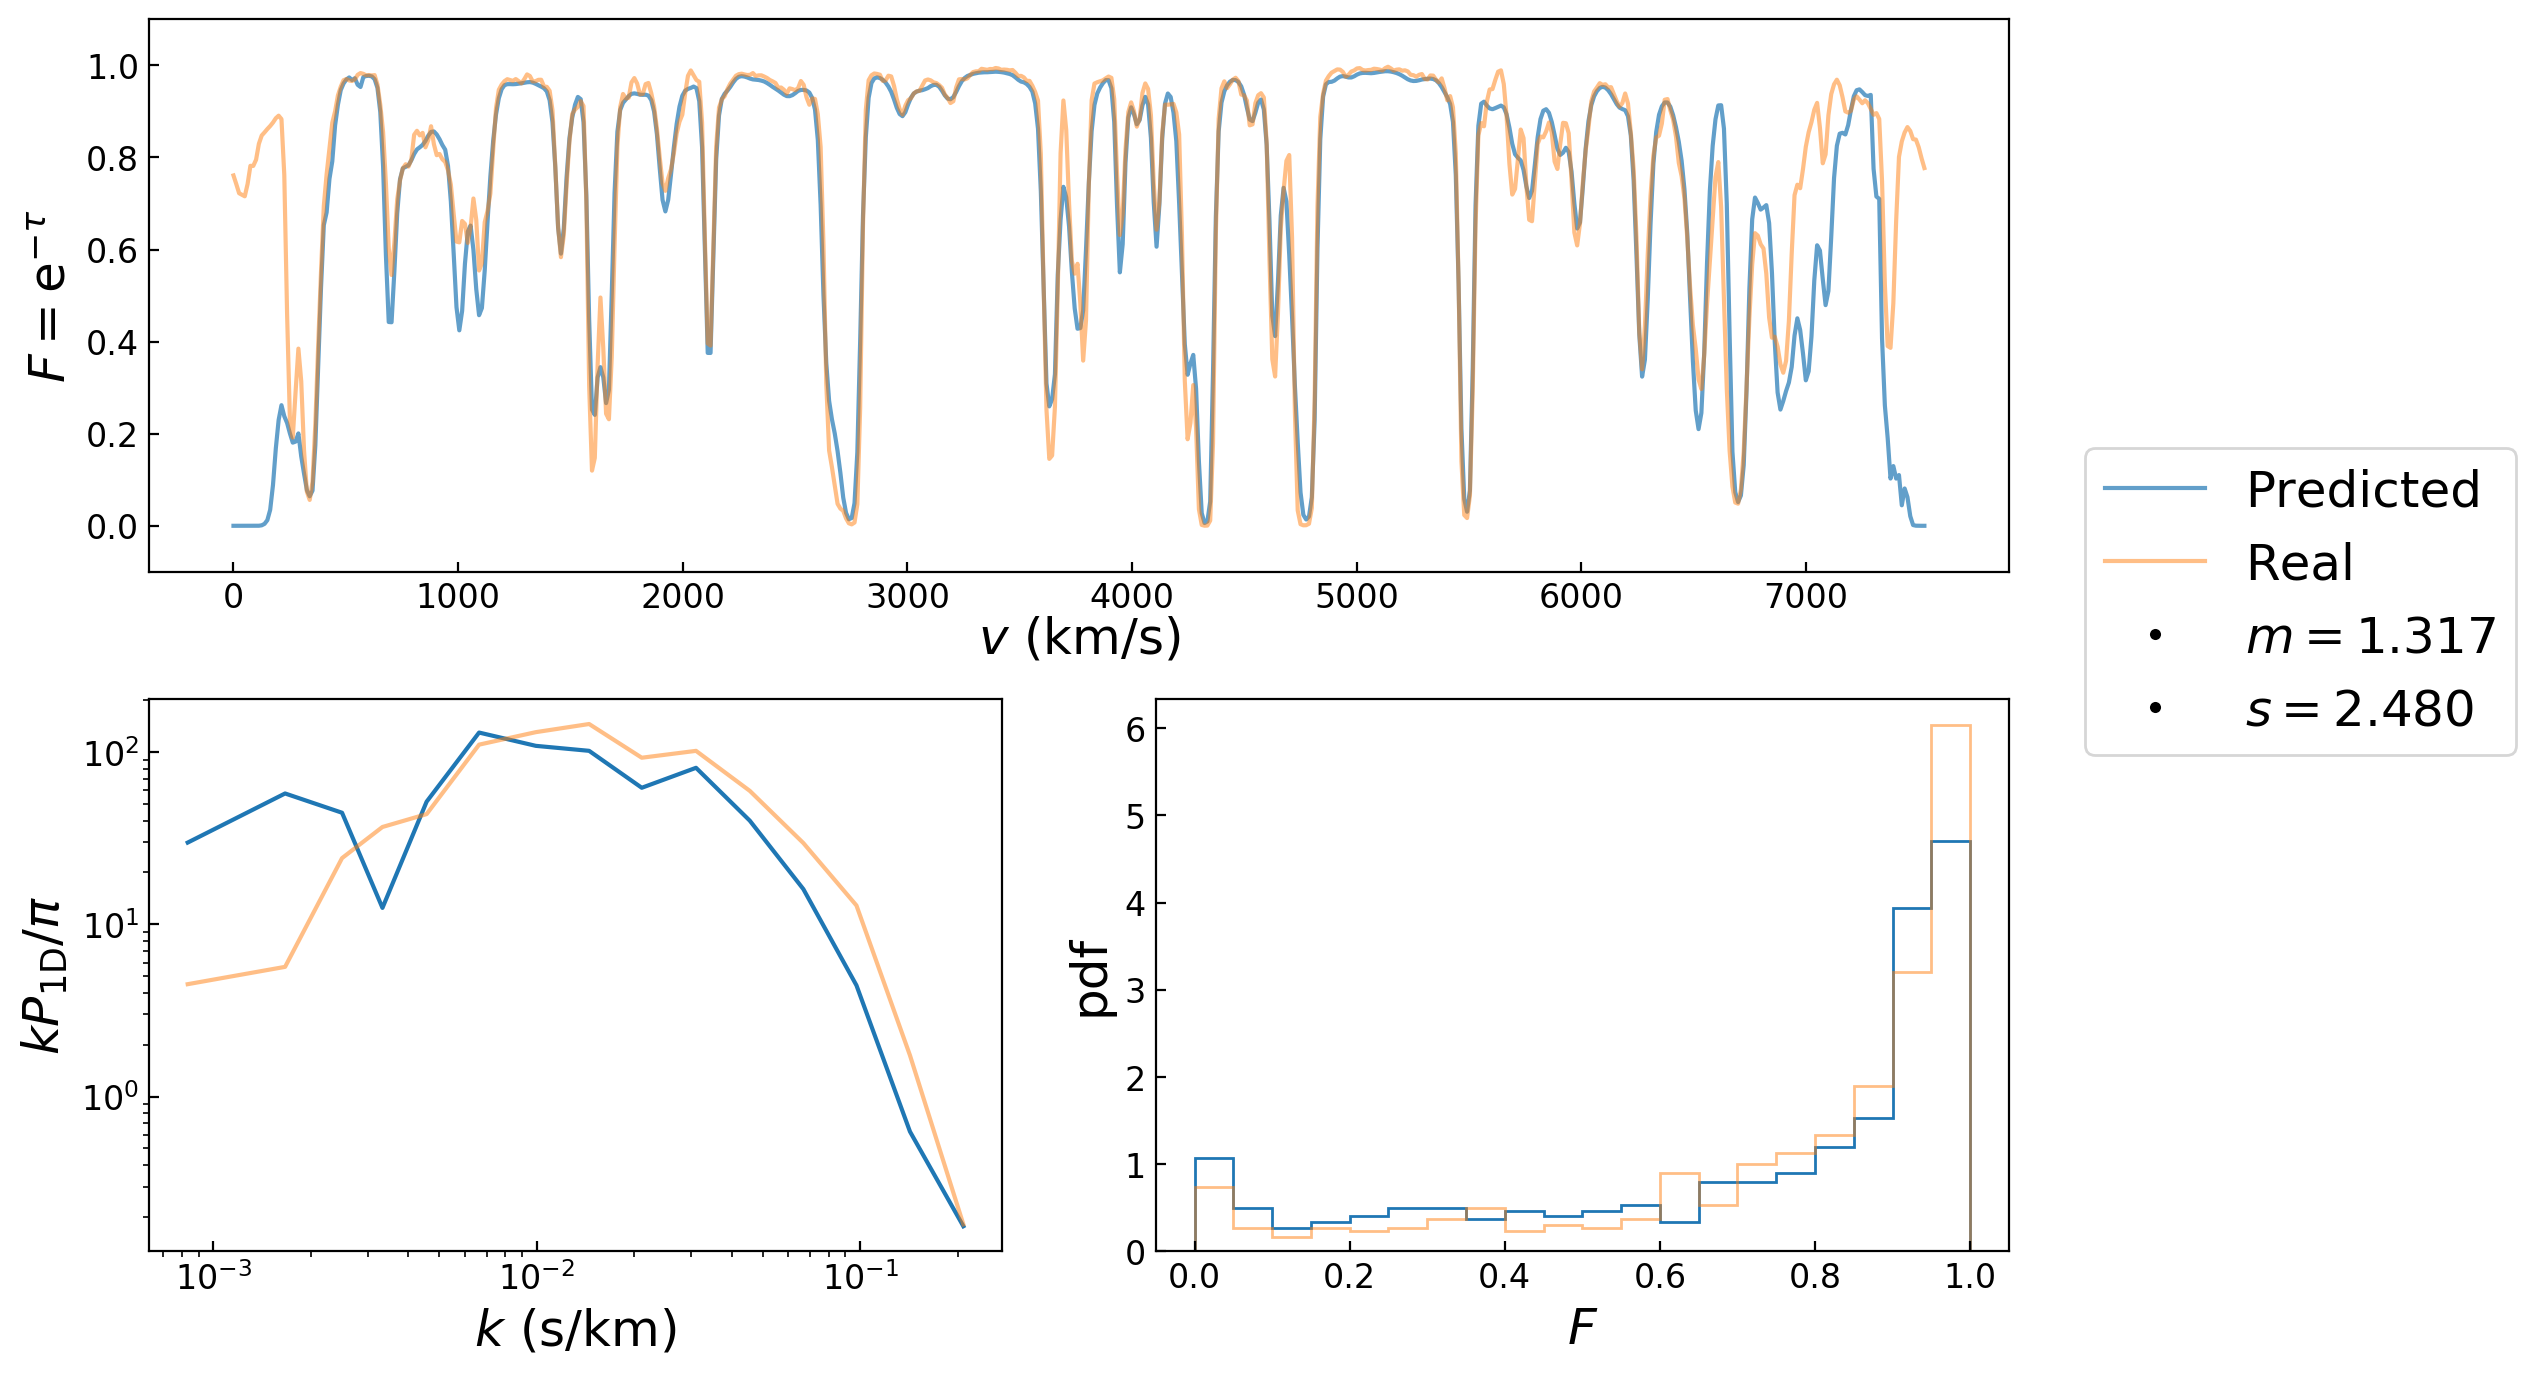 F = e^{-τ}
1.0
0.8
0.6
0.4
0.2
0.0
0 1000 2000 3000 4000 5000 6000 7000
v (km/s)
Predicted
Real
m = 1.317
s = 2.480
kP_{1D}/π
10^2
10^1
10^0
10^{-3} 10^{-2} 10^{-1}
k (s/km)
pdf
6
5
4
3
2
1
0
0.0 0.2 0.4 0.6 0.8 1.0
F